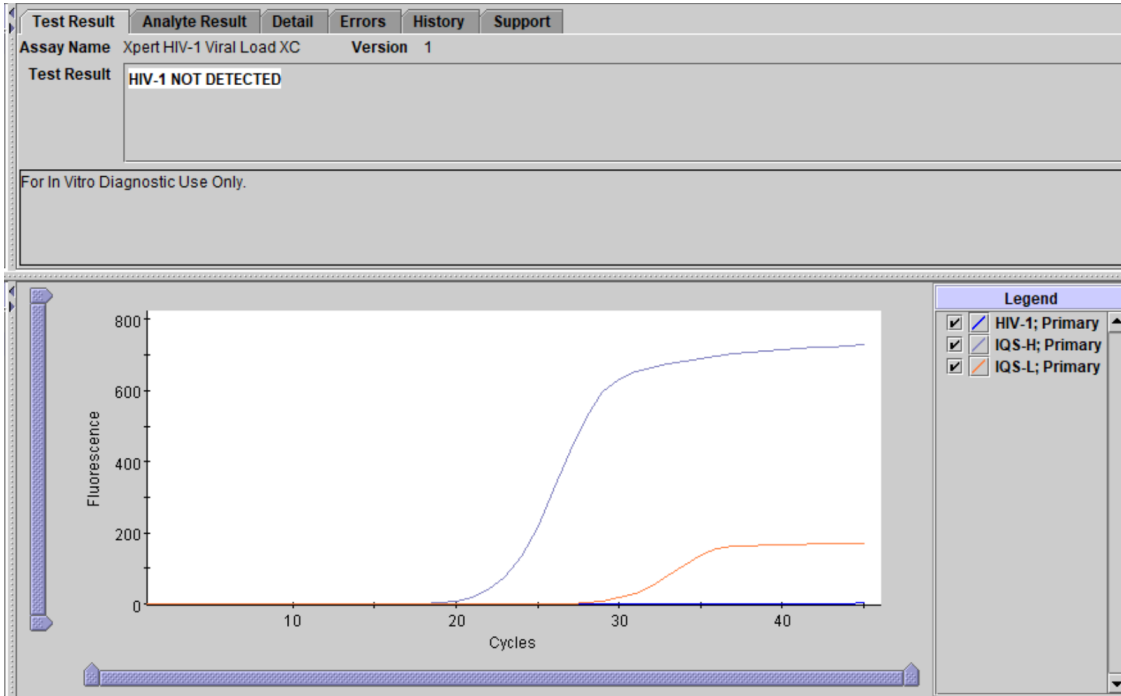 Test Result Analyte Result Detail Errors History Support
Assay Name Xpert HIV-1 Viral Load XC Version 1
Test Result HIV-1 NOT DETECTED
For In Vitro Diagnostic Use Only.
Legend
HIV-1; Primary
IQS-H; Primary
IQS-L; Primary
Fluorescence
800
600
400
200
0
10 20 30 40
Cycles